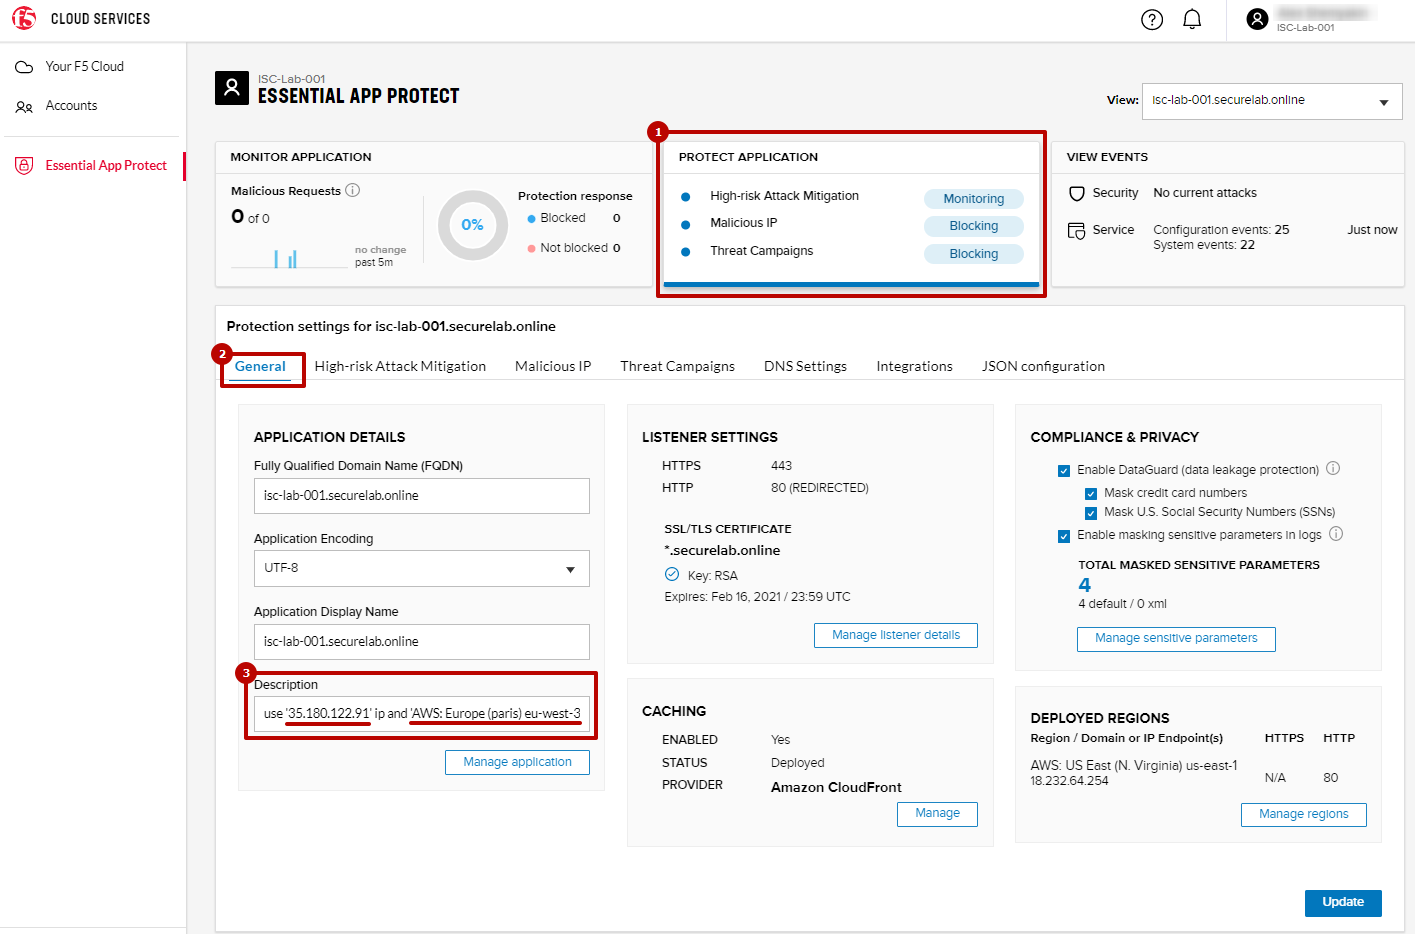 f5 CLOUD SERVICES
ISC-Lab-001
Your F5 Cloud
Accounts
Essential App Protect
ISC-Lab-001
ESSENTIAL APP PROTECT
View: isc-lab-001.securelab.online
MONITOR APPLICATION
Malicious Requests
0 of 0
no change
past 5m
0%
Protection response
Blocked 0
Not blocked 0
1
PROTECT APPLICATION
High-risk Attack Mitigation Monitoring
Malicious IP Blocking
Threat Campaigns Blocking
VIEW EVENTS
Security No current attacks
Service Configuration events: 25 Just now
System events: 22
Protection settings for isc-lab-001.securelab.online
2
General High-risk Attack Mitigation Malicious IP Threat Campaigns DNS Settings Integrations JSON configuration
APPLICATION DETAILS
Fully Qualified Domain Name (FQDN)
isc-lab-001.securelab.online
Application Encoding
UTF-8
Application Display Name
isc-lab-001.securelab.online
3
Description
use '35.180.122.91' ip and 'AWS: Europe (paris) eu-west-3
Manage application
LISTENER SETTINGS
HTTPS 443
HTTP 80 (REDIRECTED)
SSL/TLS CERTIFICATE
*.securelab.online
Key: RSA
Expires: Feb 16, 2021 / 23:59 UTC
Manage listener details
CACHING
ENABLED Yes
STATUS Deployed
PROVIDER Amazon CloudFront
Manage
COMPLIANCE & PRIVACY
Enable DataGuard (data leakage protection)
Mask credit card numbers
Mask U.S. Social Security Numbers (SSNs)
Enable masking sensitive parameters in logs
TOTAL MASKED SENSITIVE PARAMETERS
4
4 default / 0 xml
Manage sensitive parameters
DEPLOYED REGIONS
Region / Domain or IP Endpoint(s) HTTPS HTTP
AWS: US East (N. Virginia) us-east-1
18.232.64.254 N/A 80
Manage regions
Update